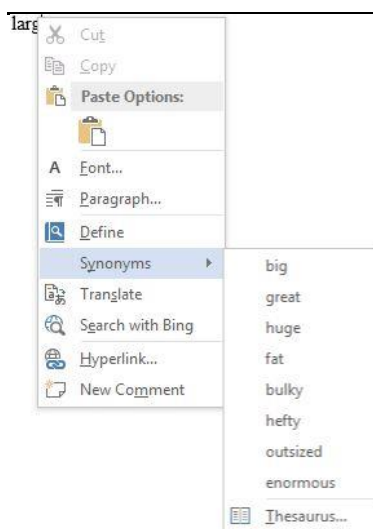 larg
Cut
Copy
Paste Options:
Font...
Paragraph...
Define
Synonyms
Translate
Search with Bing
Hyperlink...
New Comment
big
great
huge
fat
bulky
hefty
outsized
enormous
Thesaurus...